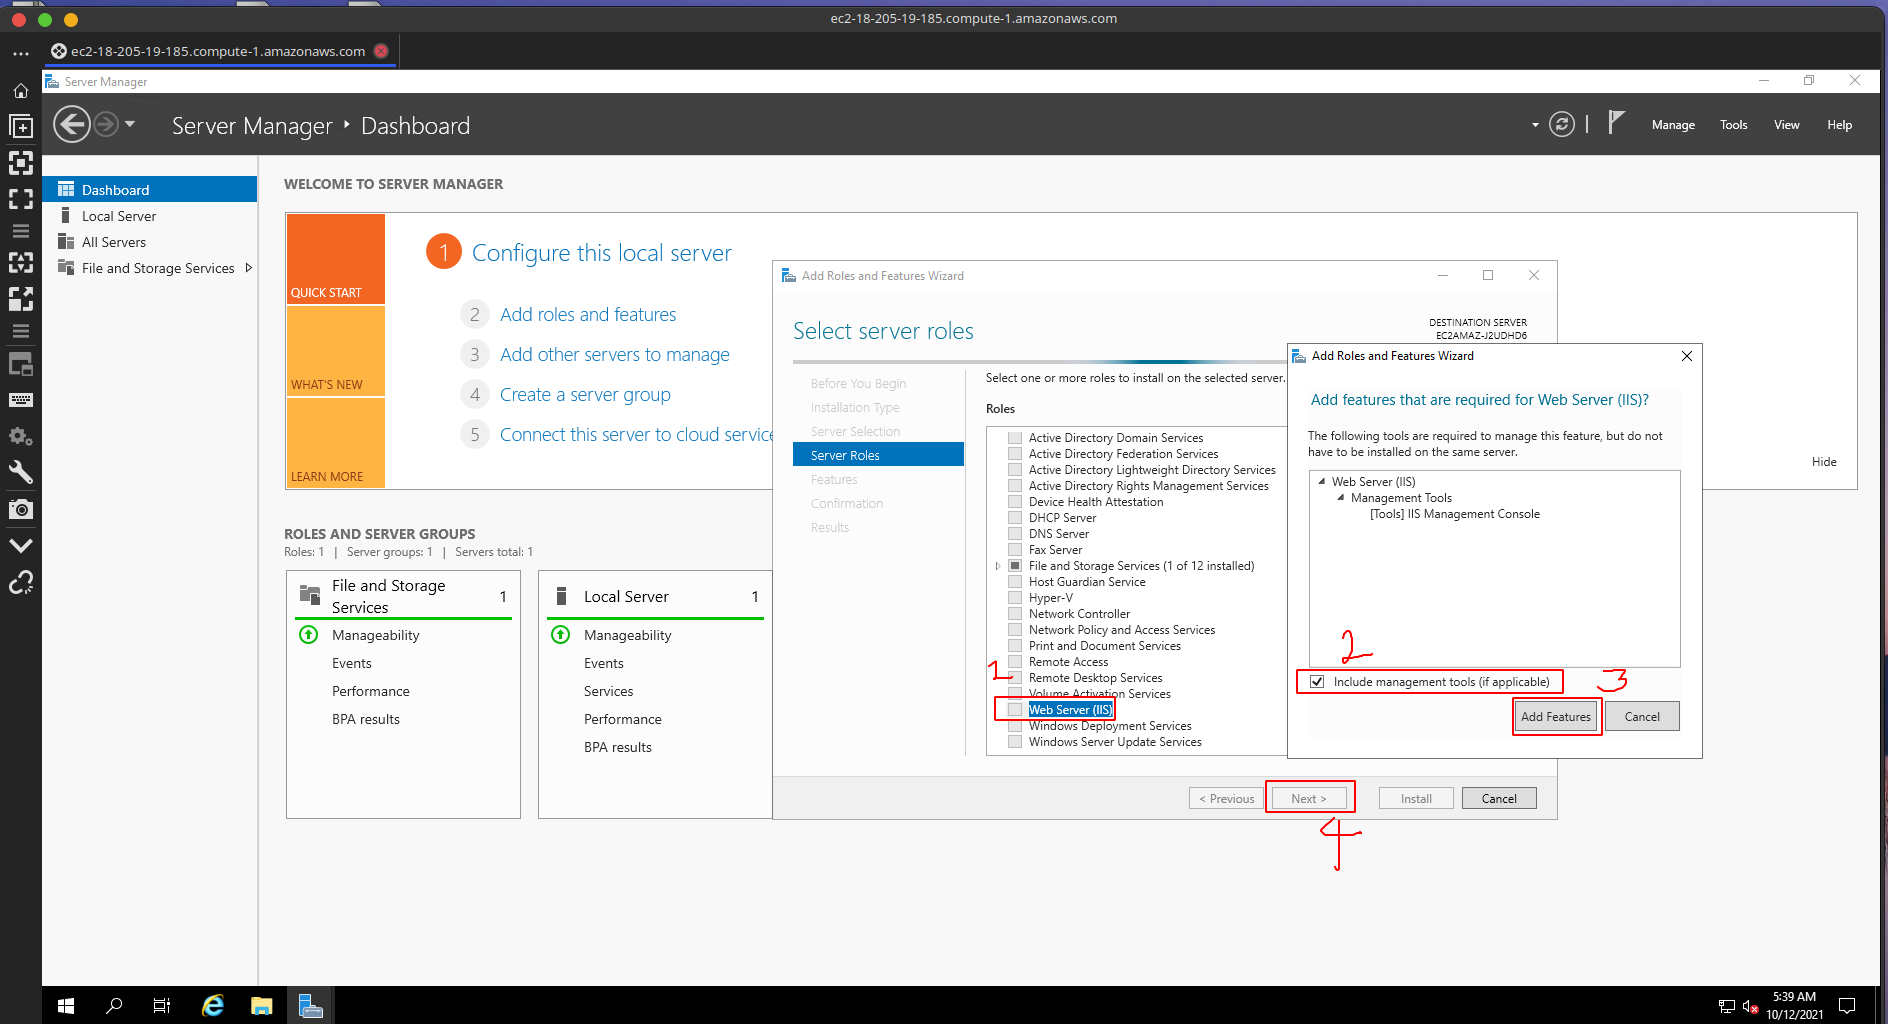 ec2-18-205-19-185.compute-1.amazonaws.com
ec2-18-205-19-185.compute-1.amazonaws.com
Server Manager
Server Manager Dashboard
Manage Tools View Help
Dashboard
Local Server
All Servers
File and Storage Services
WELCOME TO SERVER MANAGER
QUICK START
WHAT'S NEW
LEARN MORE
1 Configure this local server
2 Add roles and features
3 Add other servers to manage
4 Create a server group
5 Connect this server to cloud service
Hide
ROLES AND SERVER GROUPS
Roles: 1 | Server groups: 1 | Servers total: 1
File and Storage
Services 1
Manageability
Events
Performance
BPA results
Local Server 1
Manageability
Events
Services
Performance
BPA results
Add Roles and Features Wizard
Select server roles
DESTINATION SERVER
EC2AMAZ-J2UDHD6
Before You Begin
Installation Type
Server Selection
Server Roles
Features
Confirmation
Results
Select one or more roles to install on the selected server.
Roles
Active Directory Domain Services
Active Directory Federation Services
Active Directory Lightweight Directory Services
Active Directory Rights Management Services
Device Health Attestation
DHCP Server
DNS Server
Fax Server
File and Storage Services (1 of 12 installed)
Host Guardian Service
Hyper-V
Network Controller
Network Policy and Access Services
Print and Document Services
Remote Access
1
Remote Desktop Services
Volume Activation Services
Web Server (IIS)
Windows Deployment Services
Windows Server Update Services
< Previous Next > Install Cancel
4
Add Roles and Features Wizard
Add features that are required for Web Server (IIS)?
The following tools are required to manage this feature, but do not
have to be installed on the same server.
Web Server (IIS)
Management Tools
[Tools] IIS Management Console
2
Include management tools (if applicable)
3
Add Features Cancel
5:39 AM
10/12/2021